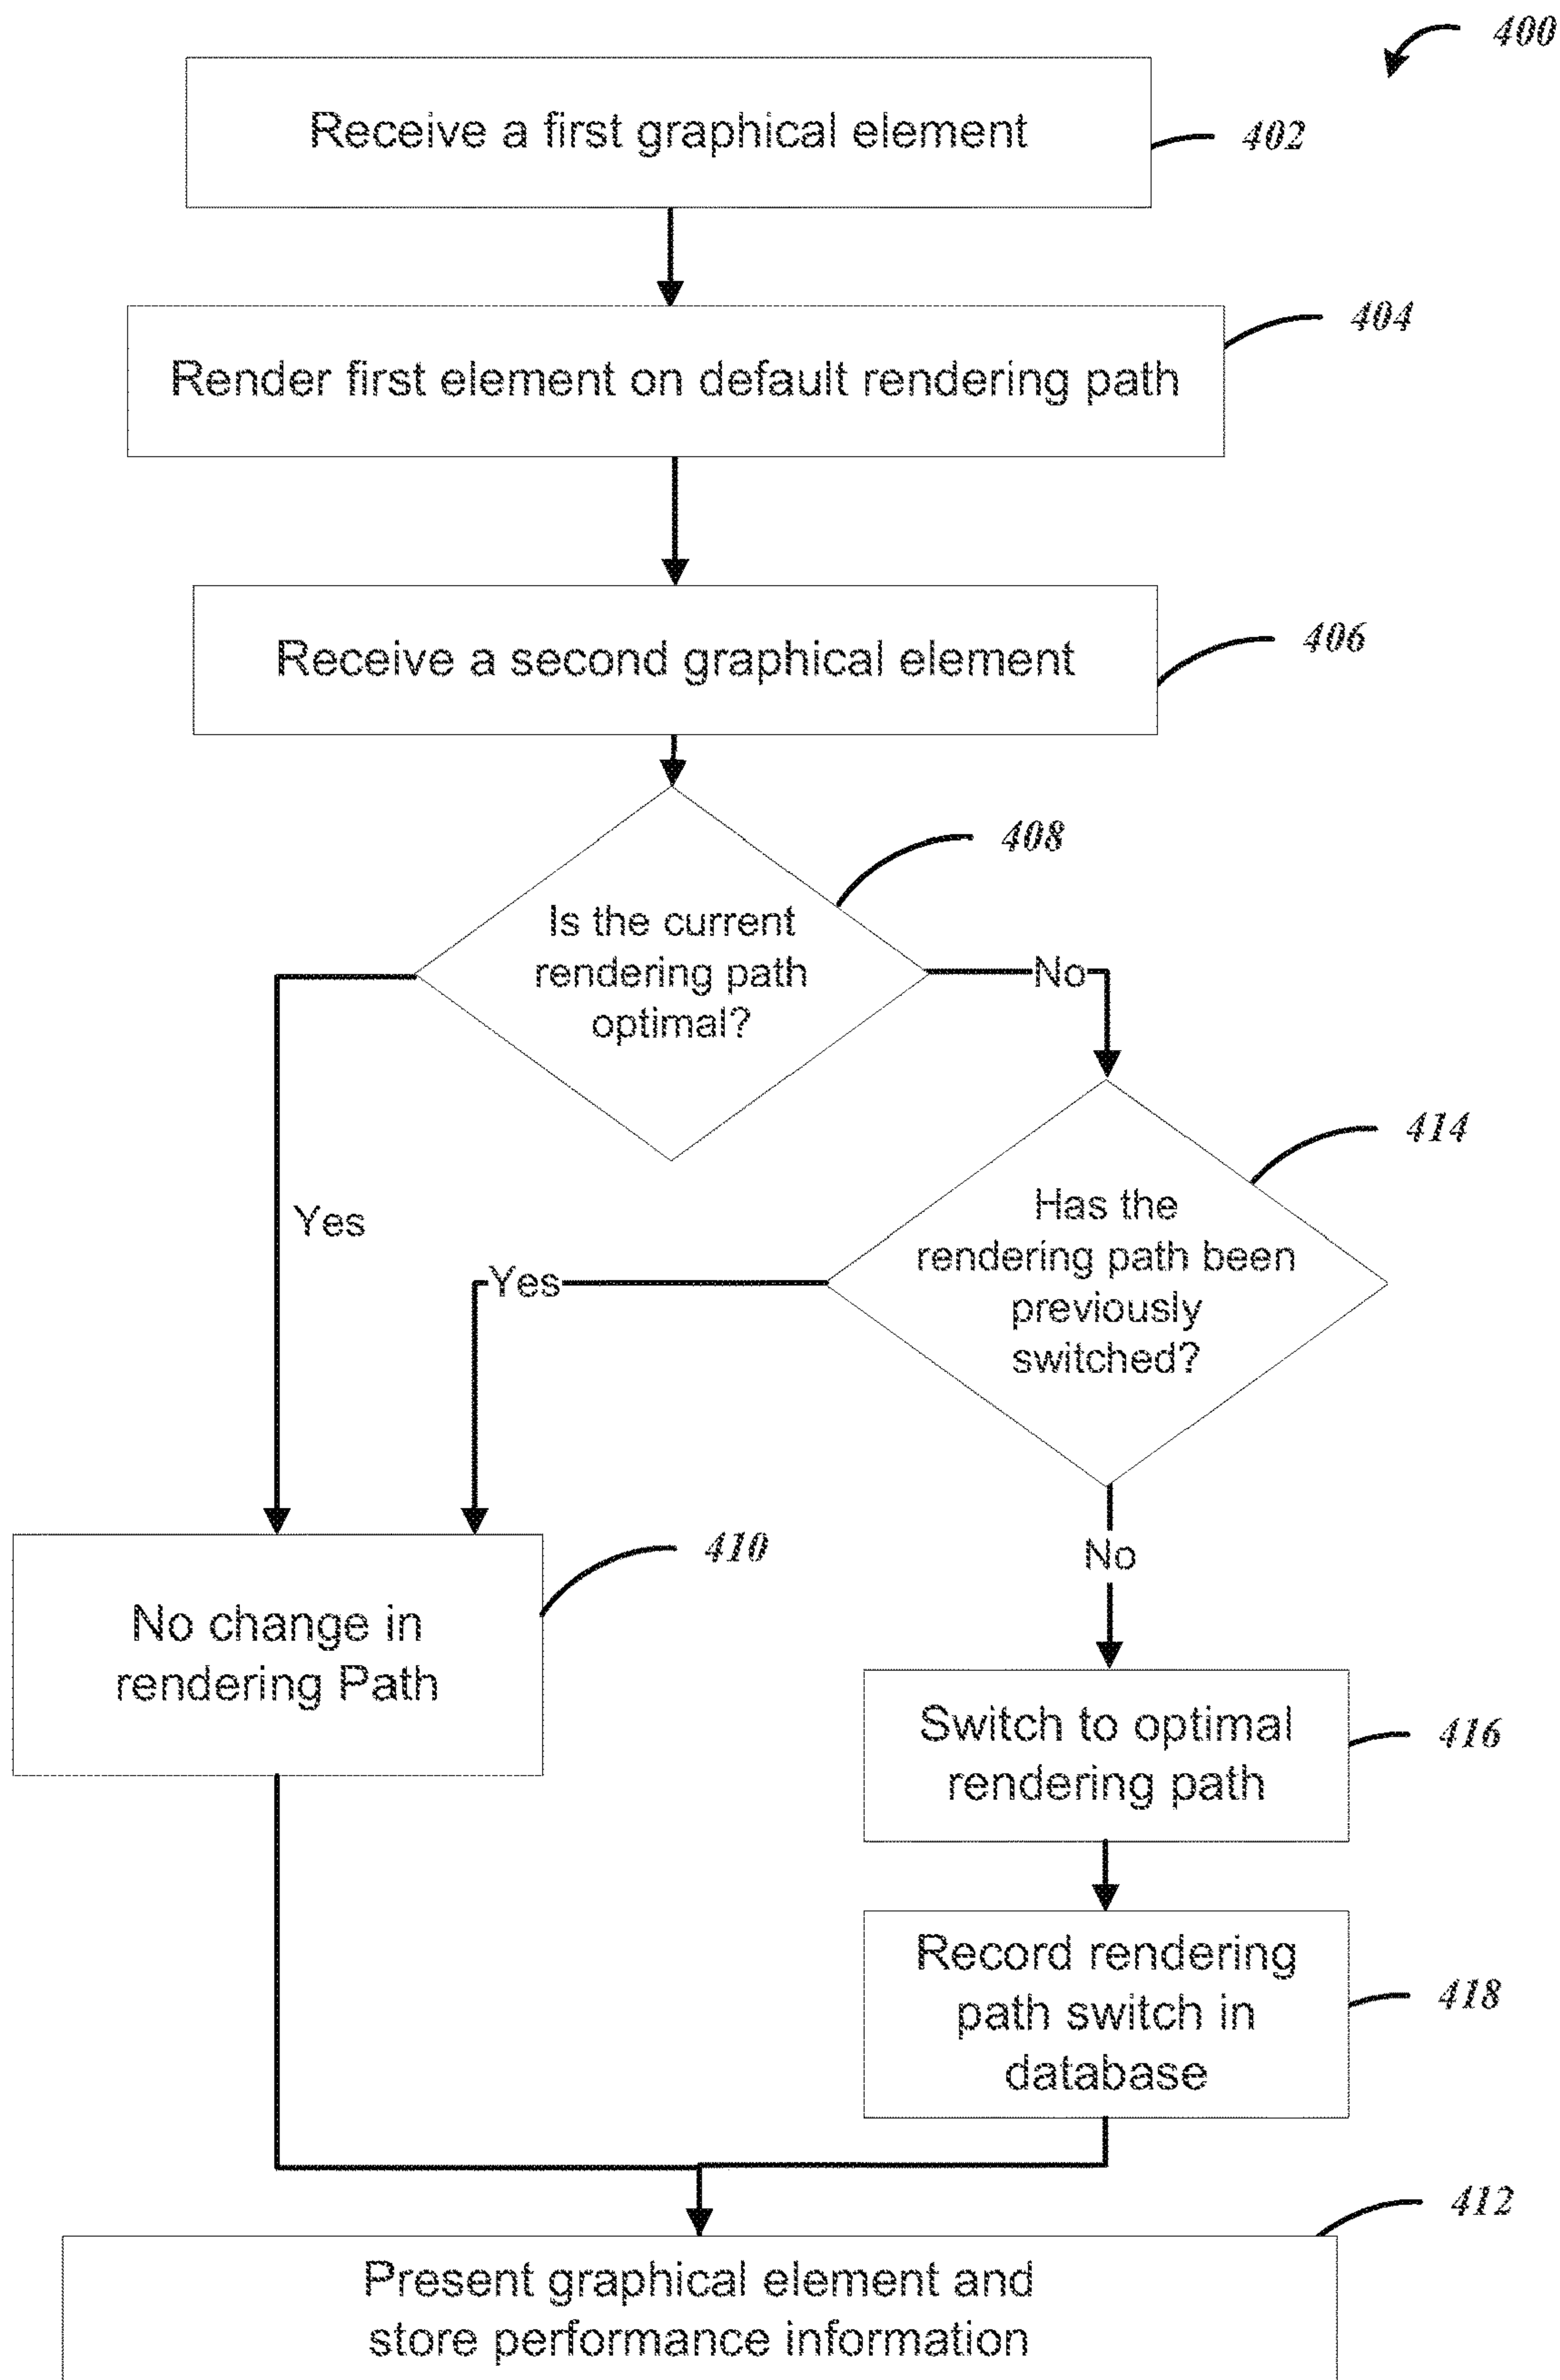 400
Receive a first graphical element
402
Render first element on default rendering path
404
Receive a second graphical element
406
408
Is the current
rendering path
optimal?
No
414
Yes
Has the
rendering path been
previously
switched?
Yes
410
No
No change in
rendering Path
Switch to optimal
rendering path
416
Record rendering
path switch in
database
418
412
Present graphical element and
store performance information